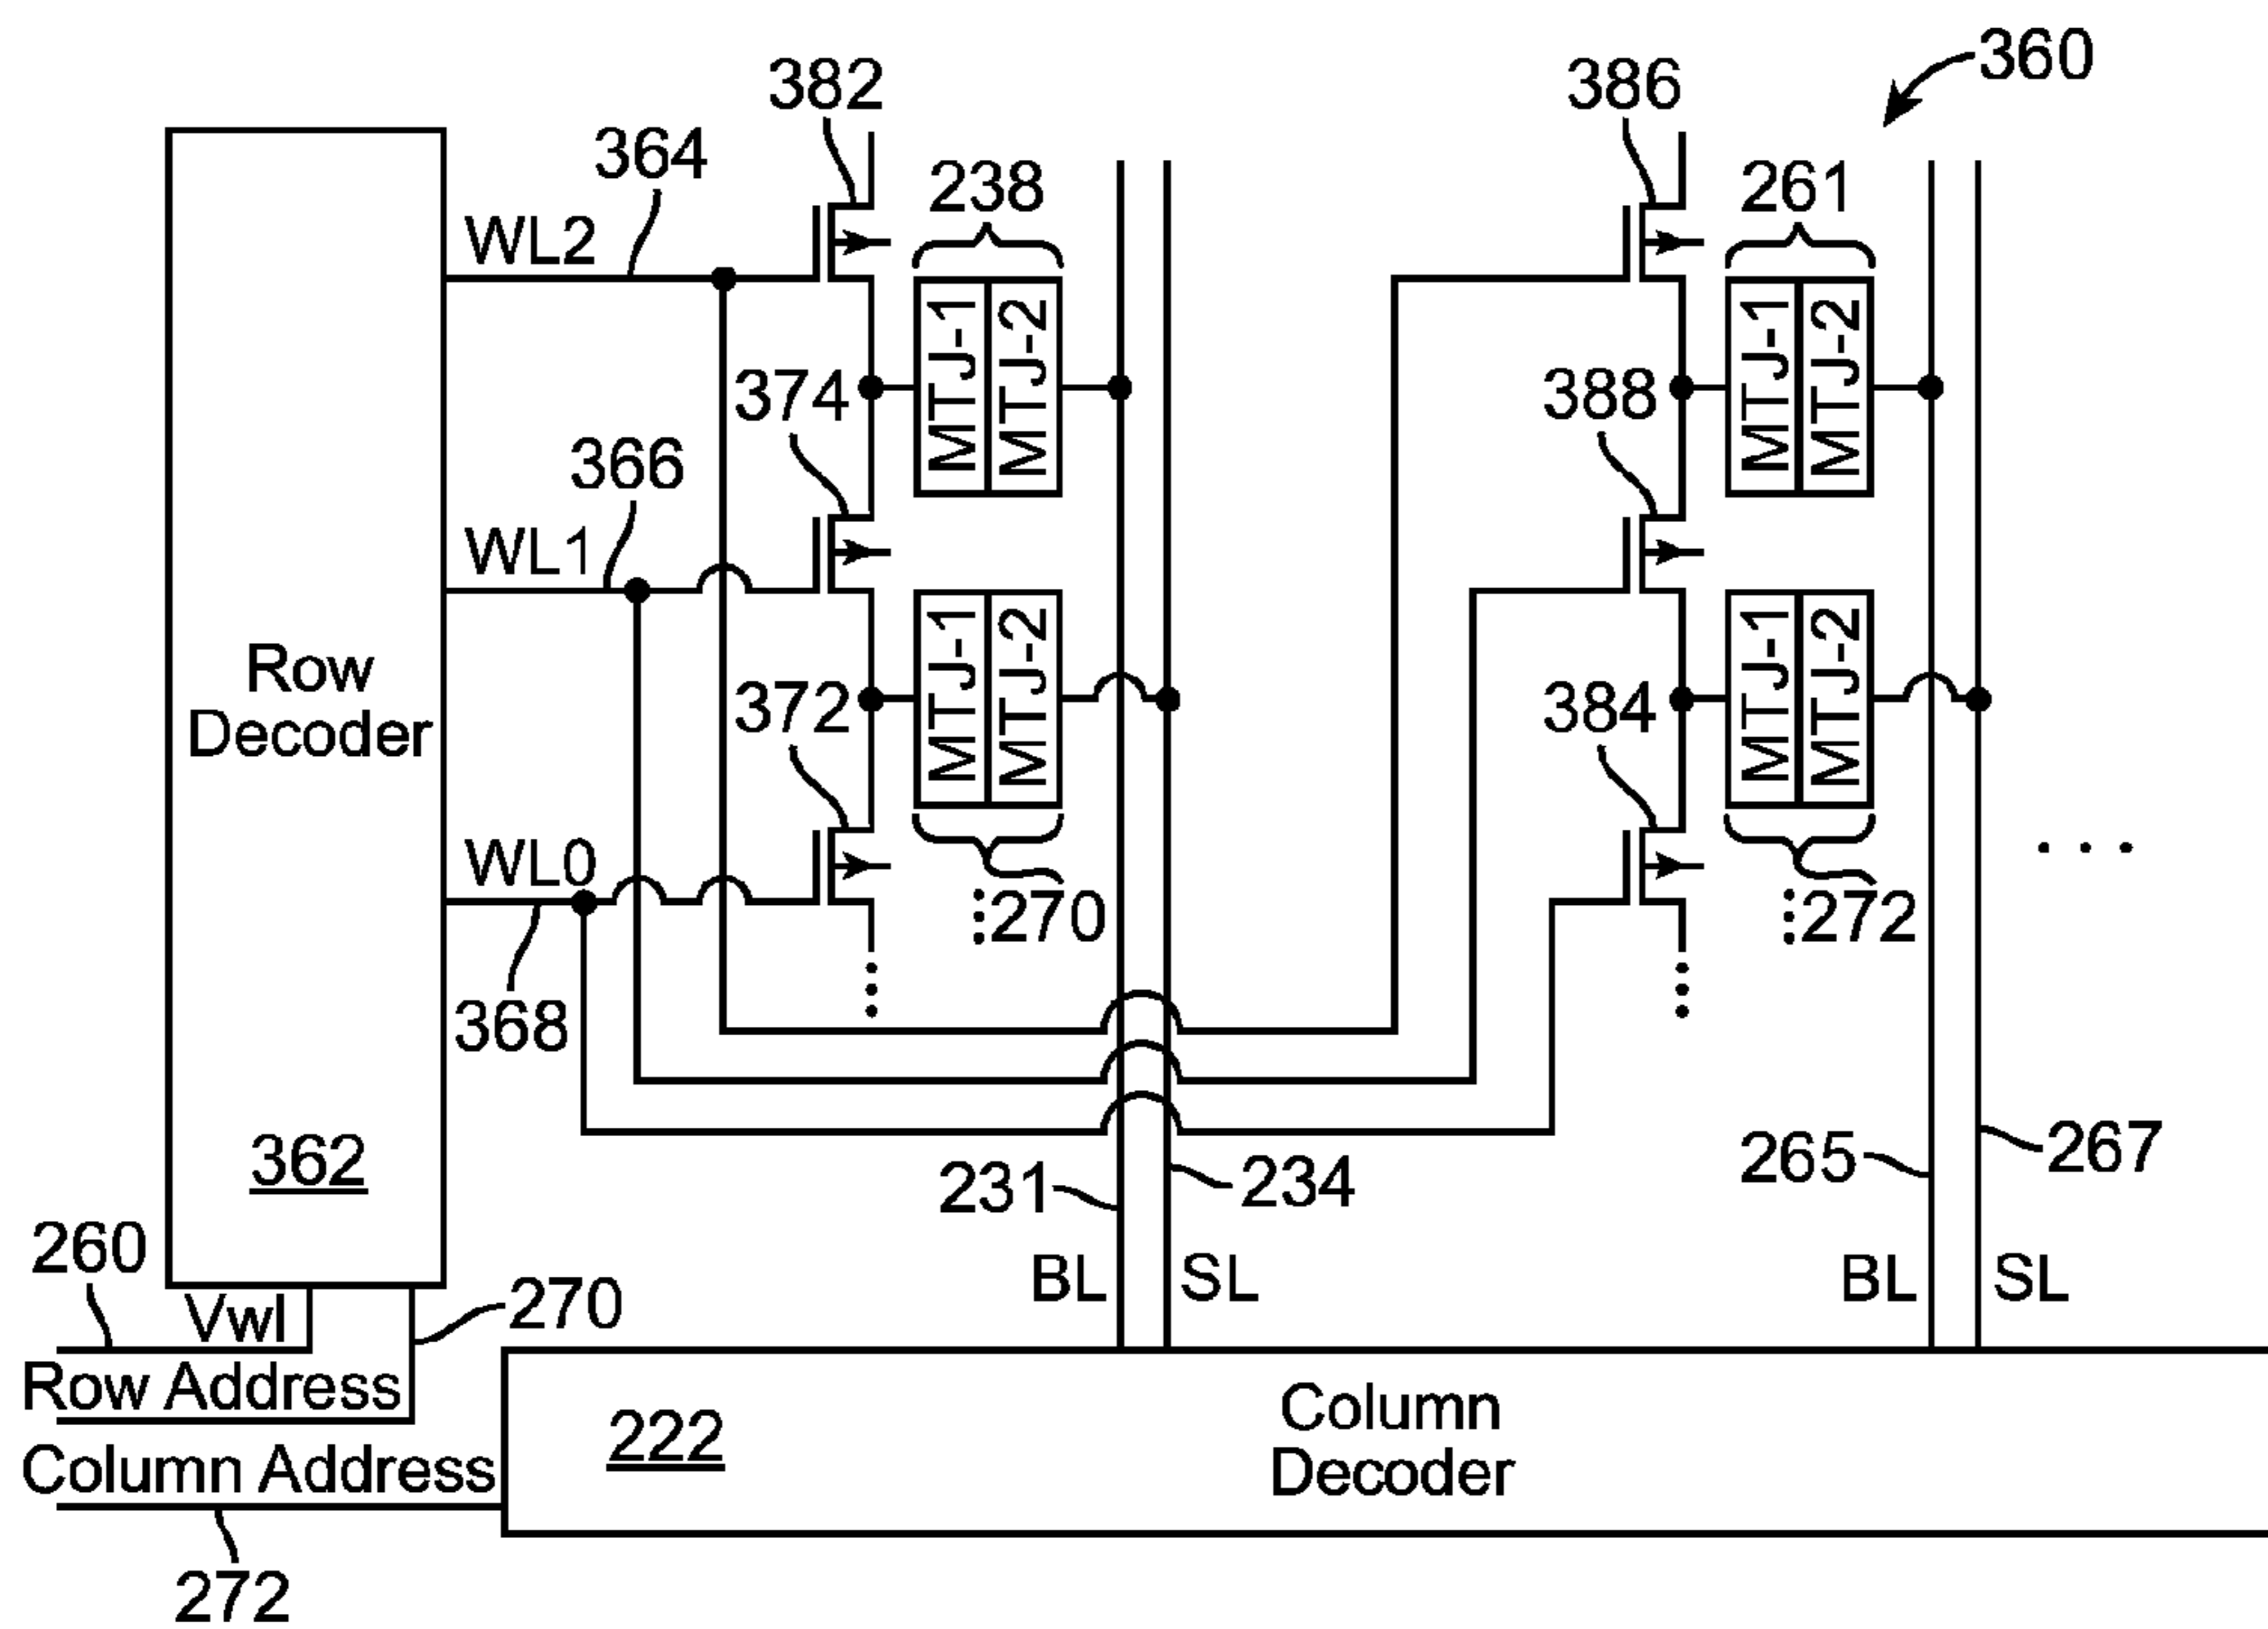 382
386
360
364
238
261
WL2
MTJ-1
MTJ-2
MTJ-1
MTJ-2
374
388
366
WL1
MTJ-1
MTJ-2
MTJ-1
MTJ-2
Row
Decoder
372
384
WL0
270
272
368
362
231
234
265
267
260
270
BL
SL
BL
SL
Vwl
Row Address
Column Address
222
Column
Decoder
272